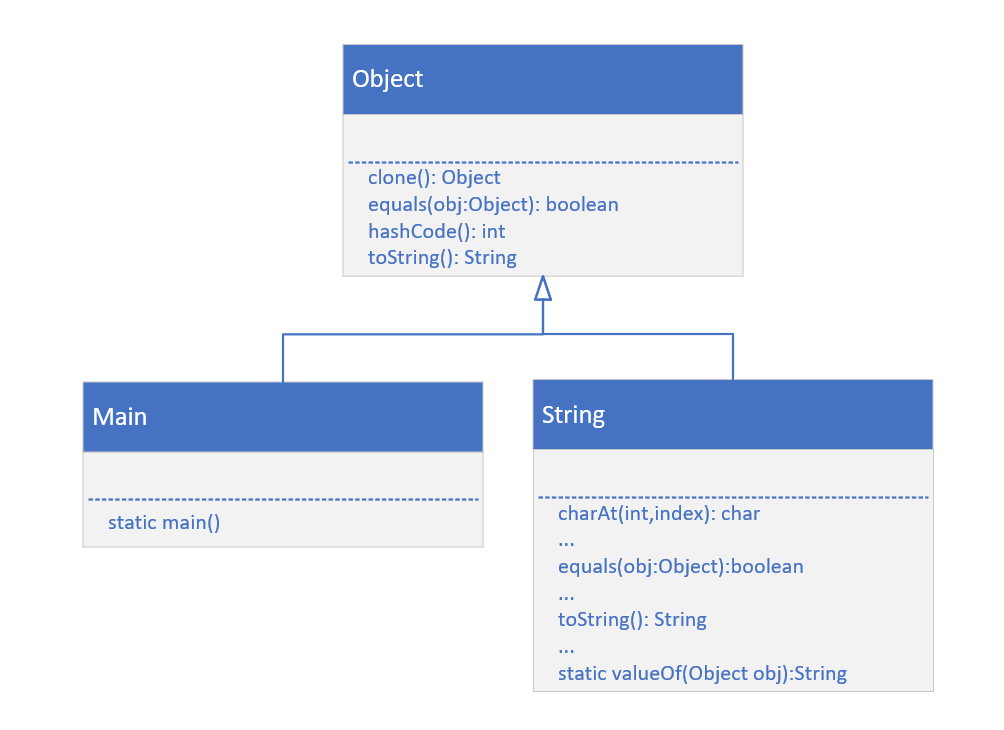 Object
clone(): Object
equals(obj:Object): boolean
hashCode(): int
toString(): String
Main
static main()
String
charAt(int,index): char
...
equals(obj:Object):boolean
...
toString(): String
...
static valueOf(Object obj):String